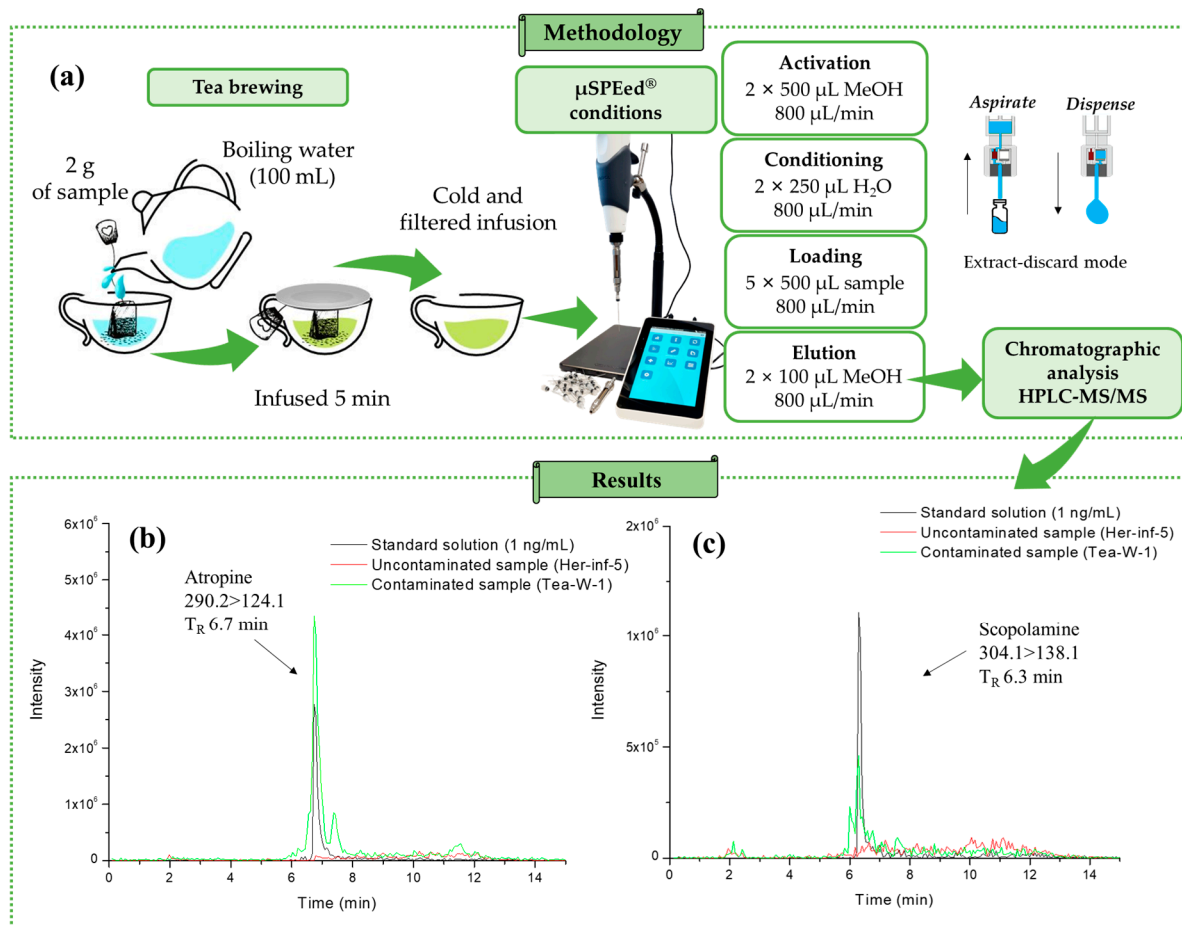 Methodology
(a)
Tea brewing
2 g
of sample
Boiling water
(100 mL)
Infused 5 min
Cold and
filtered infusion
µSPEed®
conditions
Activation
2 × 500 µL MeOH
800 µL/min
Conditioning
2 × 250 µL H₂O
800 µL/min
Loading
5 × 500 µL sample
800 µL/min
Elution
2 × 100 µL MeOH
800 µL/min
Aspirate
Dispense
Extract-discard mode
Chromatographic
analysis
HPLC-MS/MS
Results
(b)
Standard solution (1 ng/mL)
Uncontaminated sample (Her-inf-5)
Contaminated sample (Tea-W-1)
Atropine
290.2>124.1
T_R 6.7 min
Intensity
6x10⁶
5x10⁶
4x10⁶
3x10⁶
2x10⁶
1x10⁶
0
0 2 4 6 8 10 12 14
Time (min)
(c)
Standard solution (1 ng/mL)
Uncontaminated sample (Her-inf-5)
Contaminated sample (Tea-W-1)
Scopolamine
304.1>138.1
T_R 6.3 min
Intensity
2x10⁶
1x10⁶
5x10⁵
0
0 2 4 6 8 10 12 14
Time (min)